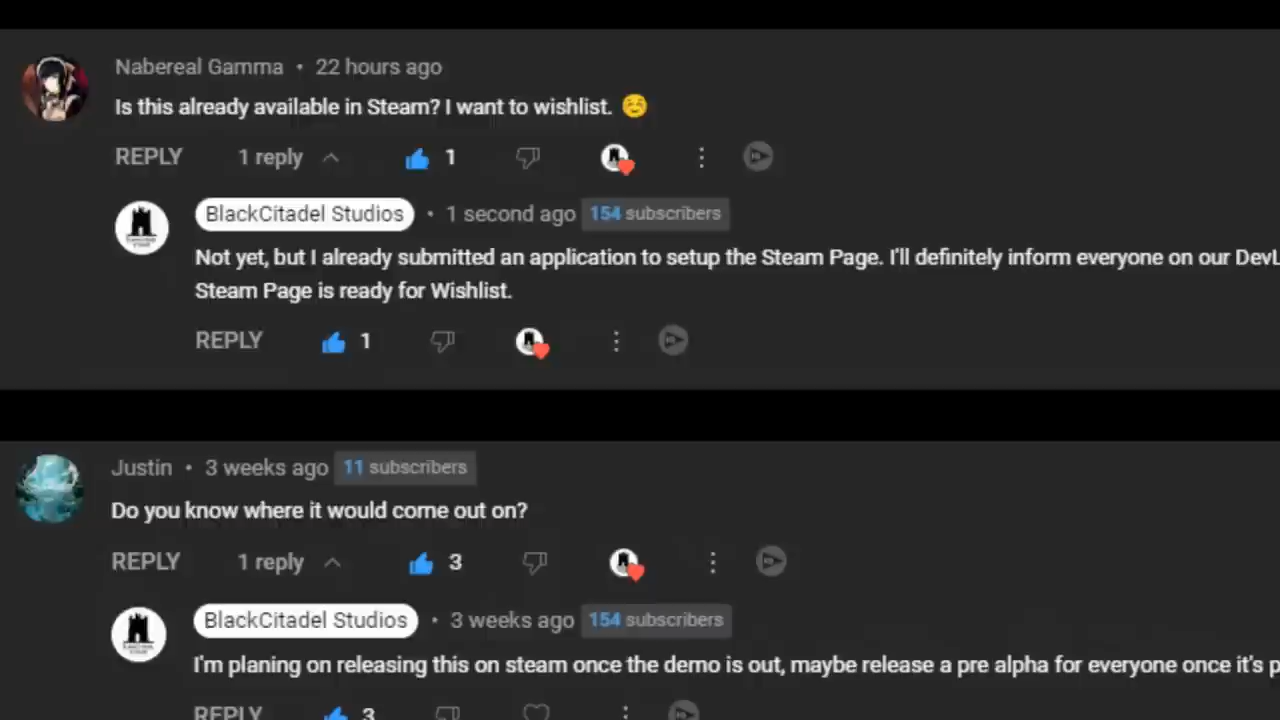 Nabereal Gamma • 22 hours ago
Is this already available in Steam? I want to wishlist. ☺️
REPLY 1 reply 1
BlackCitadel Studios • 1 second ago 154 subscribers
Not yet, but I already submitted an application to setup the Steam Page. I'll definitely inform everyone on our DevL
Steam Page is ready for Wishlist.
REPLY 1
Justin • 3 weeks ago 11 subscribers
Do you know where it would come out on?
REPLY 1 reply 3
BlackCitadel Studios • 3 weeks ago 154 subscribers
I'm planing on releasing this on steam once the demo is out, maybe release a pre alpha for everyone once it's p
REPLY 3